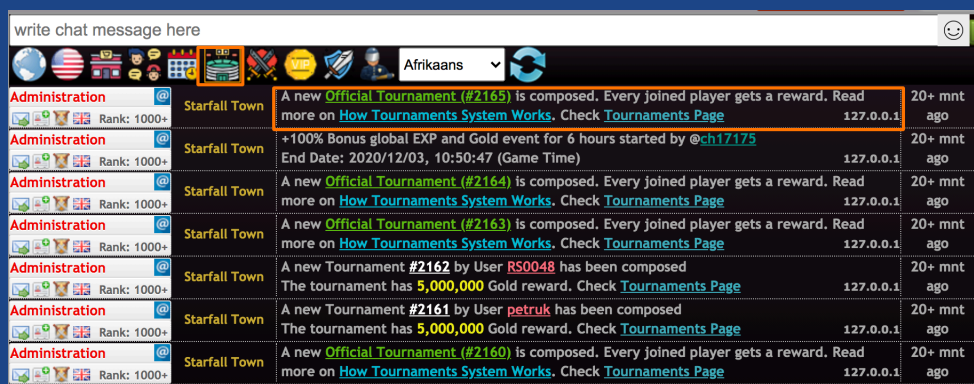 write chat message here
VIP
Afrikaans
Administration @
Rank: 1000+
Starfall Town
A new Official Tournament (#2165) is composed. Every joined player gets a reward. Read
more on How Tournaments System Works. Check Tournaments Page
127.0.0.1
20+ mnt
ago
Administration @
Rank: 1000+
Starfall Town
+100% Bonus global EXP and Gold event for 6 hours started by @ch17175
End Date: 2020/12/03, 10:50:47 (Game Time)
127.0.0.1
20+ mnt
ago
Administration @
Rank: 1000+
Starfall Town
A new Official Tournament (#2164) is composed. Every joined player gets a reward. Read
more on How Tournaments System Works. Check Tournaments Page
127.0.0.1
20+ mnt
ago
Administration @
Rank: 1000+
Starfall Town
A new Official Tournament (#2163) is composed. Every joined player gets a reward. Read
more on How Tournaments System Works. Check Tournaments Page
127.0.0.1
20+ mnt
ago
Administration @
Rank: 1000+
Starfall Town
A new Tournament #2162 by User RS0048 has been composed
The tournament has 5,000,000 Gold reward. Check Tournaments Page
127.0.0.1
20+ mnt
ago
Administration @
Rank: 1000+
Starfall Town
A new Tournament #2161 by User petruk has been composed
The tournament has 5,000,000 Gold reward. Check Tournaments Page
127.0.0.1
20+ mnt
ago
Administration @
Rank: 1000+
Starfall Town
A new Official Tournament (#2160) is composed. Every joined player gets a reward. Read
more on How Tournaments System Works. Check Tournaments Page
127.0.0.1
20+ mnt
ago